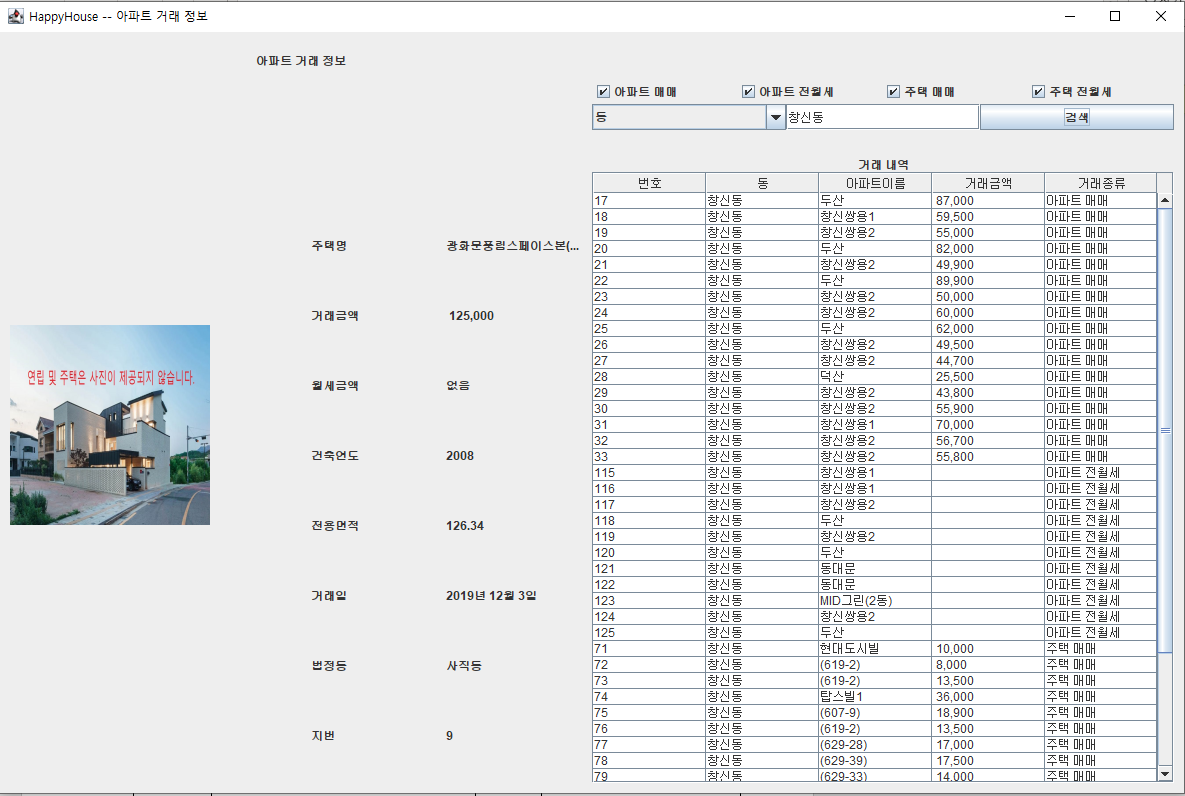 HappyHouse -- 아파트 거래 정보
아파트 거래 정보
아파트 매매 아파트 전월세 주택 매매 주택 전월세
동 창신동 검색
거래 내역
주택명 광화문풍림스페이스본(...
거래금액 125,000
연립 및 주택은 사진이 제공되지 않습니다.
월세금액 없음
건축연도 2008
전용면적 126.34
거래일 2019년 12월 3일
법정동 사직동
지번 9
번호 동 아파트이름 거래금액 거래종류
17 창신동 두산 87,000 아파트 매매
18 창신동 창신쌍용1 59,500 아파트 매매
19 창신동 창신쌍용2 55,000 아파트 매매
20 창신동 두산 82,000 아파트 매매
21 창신동 창신쌍용2 49,900 아파트 매매
22 창신동 두산 89,900 아파트 매매
23 창신동 창신쌍용2 50,000 아파트 매매
24 창신동 창신쌍용2 60,000 아파트 매매
25 창신동 두산 62,000 아파트 매매
26 창신동 창신쌍용2 49,500 아파트 매매
27 창신동 창신쌍용2 44,700 아파트 매매
28 창신동 덕산 25,500 아파트 매매
29 창신동 창신쌍용2 43,800 아파트 매매
30 창신동 창신쌍용2 55,900 아파트 매매
31 창신동 창신쌍용1 70,000 아파트 매매
32 창신동 창신쌍용2 56,700 아파트 매매
33 창신동 창신쌍용2 55,800 아파트 매매
115 창신동 창신쌍용1 아파트 전월세
116 창신동 창신쌍용1 아파트 전월세
117 창신동 창신쌍용2 아파트 전월세
118 창신동 두산 아파트 전월세
119 창신동 창신쌍용2 아파트 전월세
120 창신동 두산 아파트 전월세
121 창신동 동대문 아파트 전월세
122 창신동 동대문 아파트 전월세
123 창신동 MID그린(2동) 아파트 전월세
124 창신동 창신쌍용2 아파트 전월세
125 창신동 두산 아파트 전월세
71 창신동 현대도시빌 10,000 주택 매매
72 창신동 (619-2) 8,000 주택 매매
73 창신동 (619-2) 13,500 주택 매매
74 창신동 탑스빌1 36,000 주택 매매
75 창신동 (607-9) 18,900 주택 매매
76 창신동 (619-2) 13,500 주택 매매
77 창신동 (629-28) 17,000 주택 매매
78 창신동 (629-39) 17,500 주택 매매
79 창신동 (629-33) 14,000 주택 매매